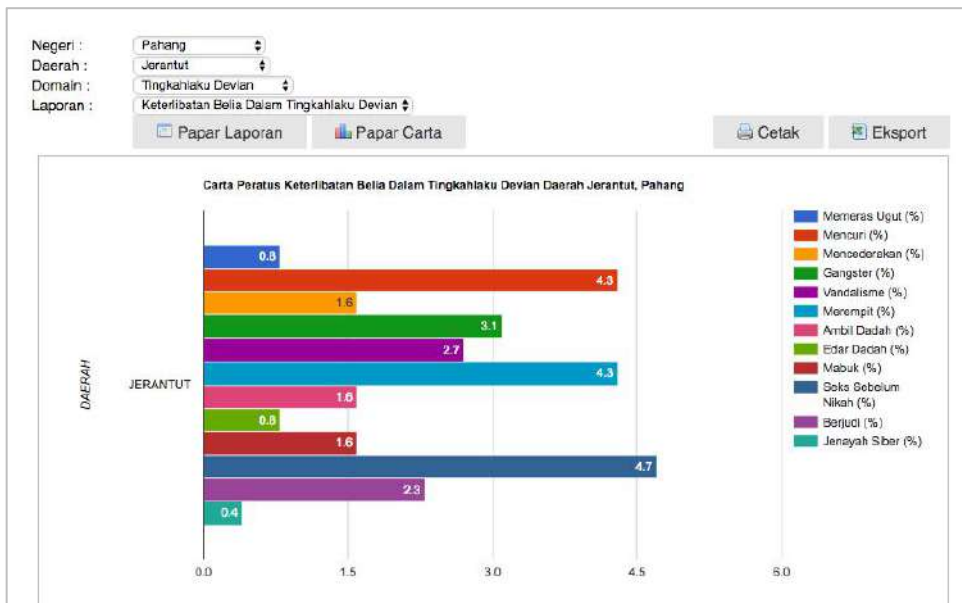 Negeri :
Pahang
Daerah :
Jerantut
Domain :
Tingkahlaku Devian
Laporan :
Keterlibatan Belia Dalam Tingkahlaku Devian
Papar Laporan
Papar Carta
Cetak
Eksport
Carta Peratus Keterlibatan Belia Dalam Tingkahlaku Devian Daerah Jerantut, Pahang
DAERAH
JERANTUT
0.8
4.3
1.6
3.1
2.7
4.3
1.6
0.8
1.6
4.7
2.3
0.4
0.0
1.5
3.0
4.5
6.0
Memeras Ugut (%)
Mencuri (%)
Mencederakan (%)
Gangster (%)
Vandalisme (%)
Merempit (%)
Ambil Dadah (%)
Edar Dadah (%)
Mabuk (%)
Seks Sebelum
Nikah (%)
Berjudi (%)
Jenayah Siber (%)